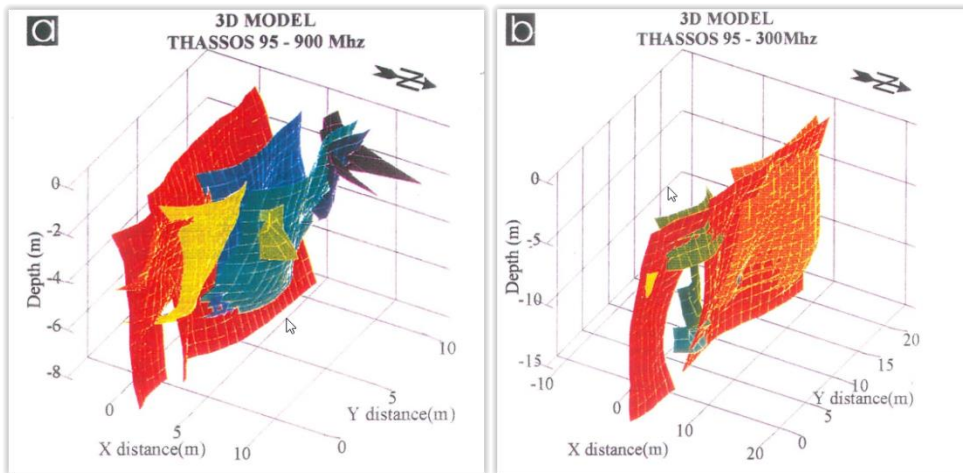 a
3D MODEL
THASSOS 95 - 900 Mhz
N
0
-2
-4
-6
-8
Depth (m)
0
5
10
X distance(m)
0
5
10
Y distance(m)
b
3D MODEL
THASSOS 95 - 300Mhz
N
0
-5
-10
-15
Depth (m)
-10
0
10
20
X distance(m)
0
5
10
15
20
Y distance(m)